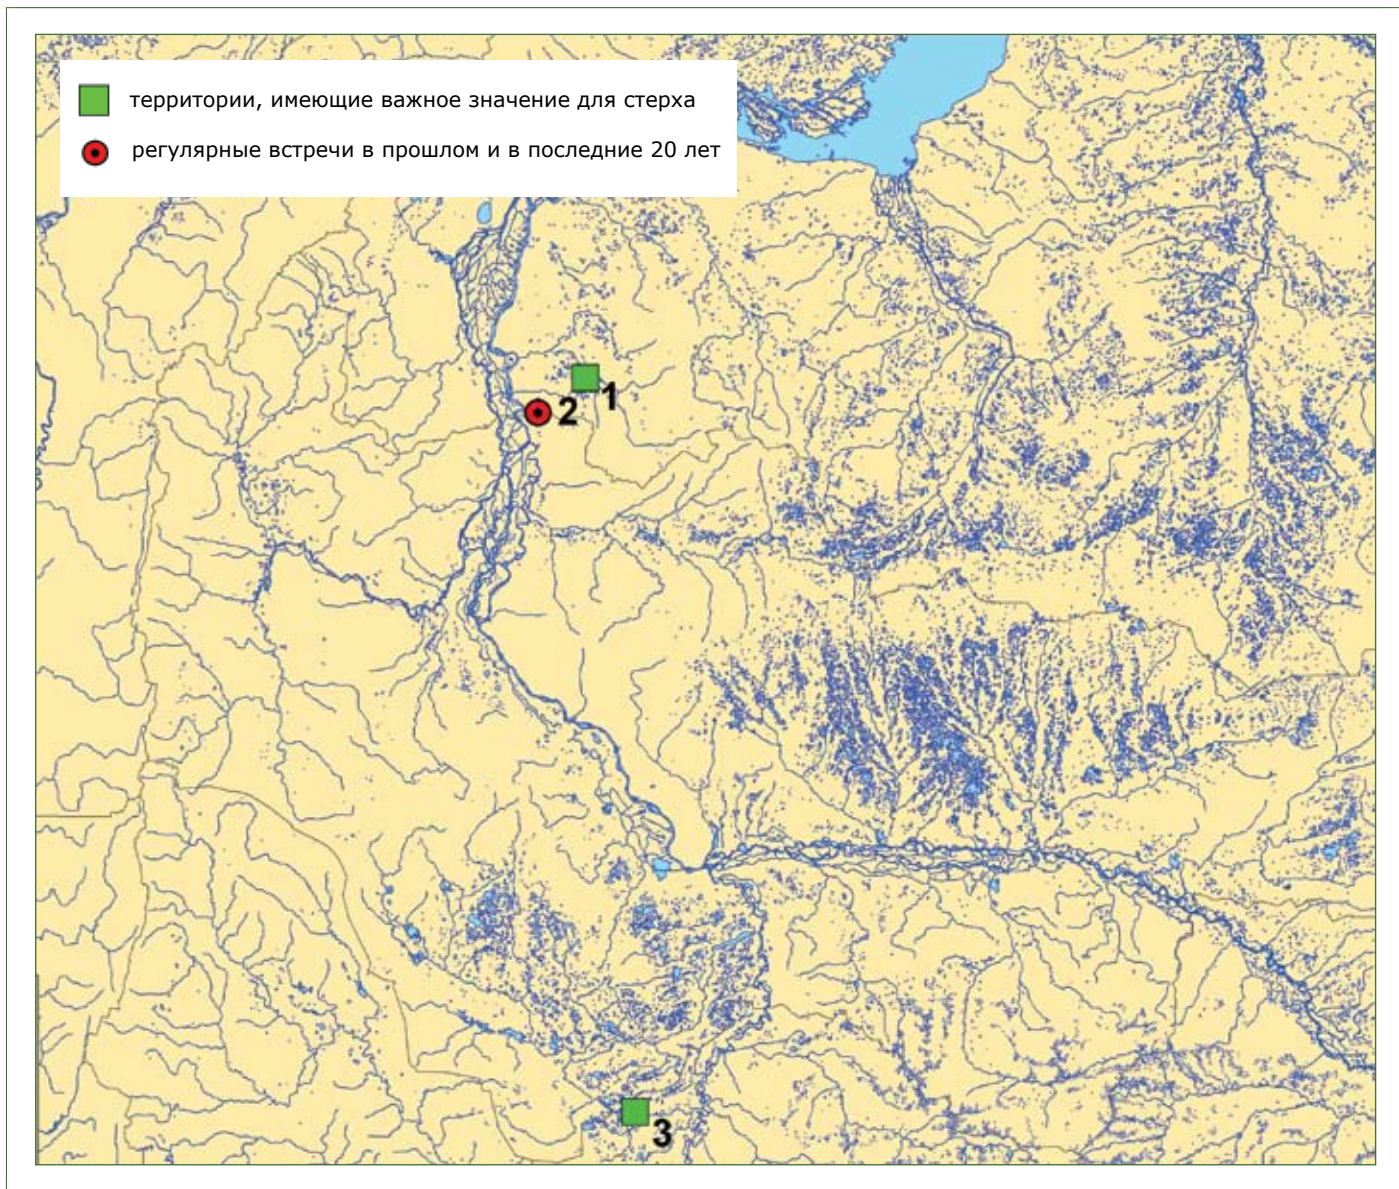 территории, имеющие важное значение для стерха
регулярные встречи в прошлом и в последние 20 лет
1
2
3